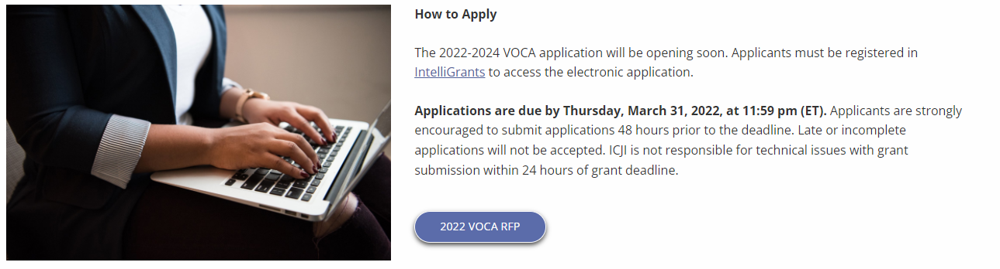 How to Apply
The 2022-2024 VOCA application will be opening soon. Applicants must be registered in
IntelliGrants to access the electronic application.
Applications are due by Thursday, March 31, 2022, at 11:59 pm (ET). Applicants are strongly
encouraged to submit applications 48 hours prior to the deadline. Late or incomplete
applications will not be accepted. ICJI is not responsible for technical issues with grant
submission within 24 hours of grant deadline.
2022 VOCA RFP